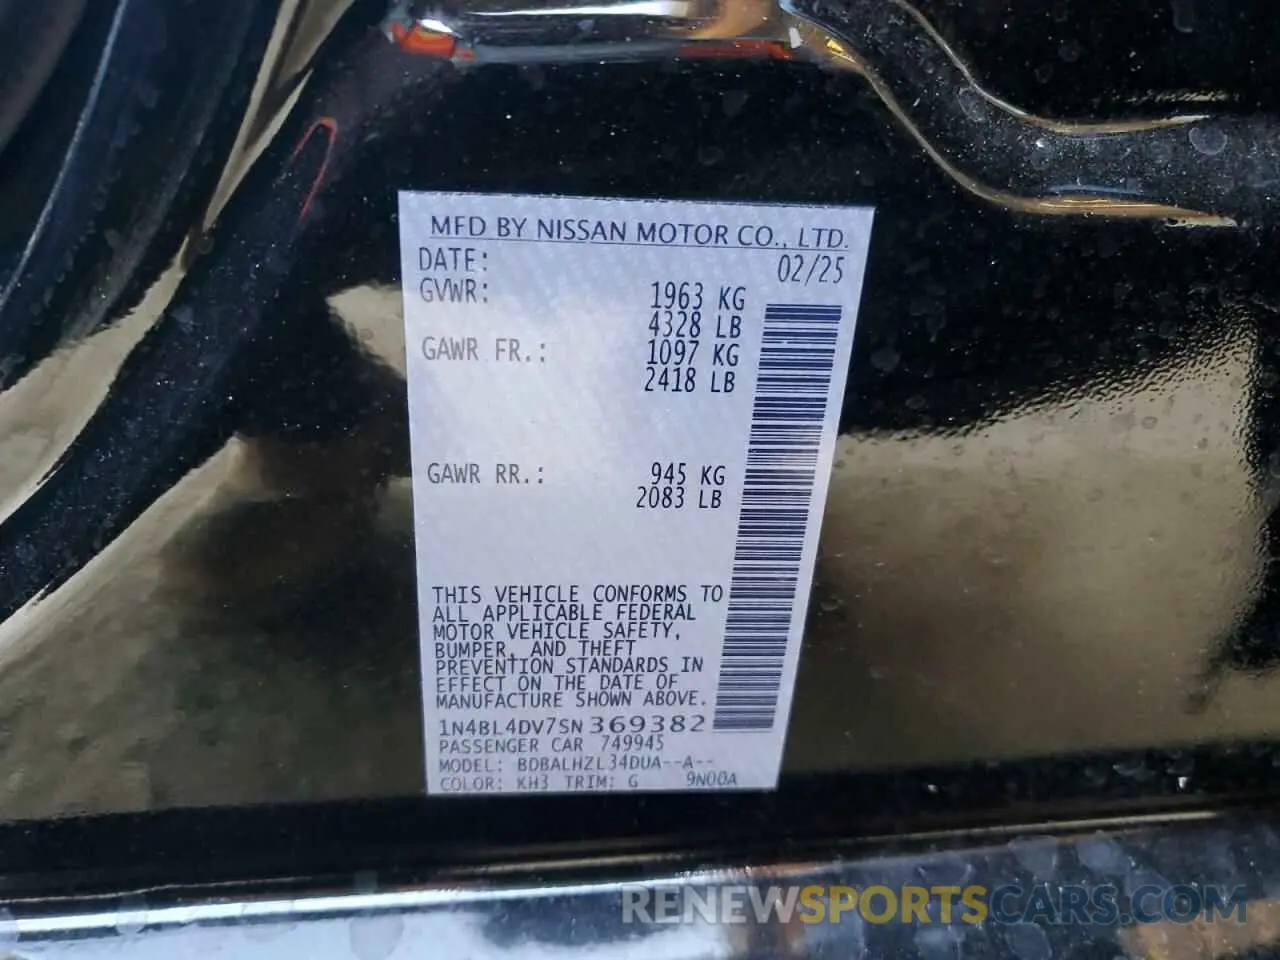 MFD BY NISSAN MOTOR CO., LTD.
DATE: 02/25
GVWR: 1963 KG
4328 LB
GAWR FR.: 1097 KG
2418 LB
GAWR RR.: 945 KG
2083 LB
THIS VEHICLE CONFORMS TO
ALL APPLICABLE FEDERAL
MOTOR VEHICLE SAFETY,
BUMPER, AND THEFT
PREVENTION STANDARDS IN
EFFECT ON THE DATE OF
MANUFACTURE SHOWN ABOVE.
1N4BL4DV7SN369382
PASSENGER CAR 749945
MODEL: BDBALHZL34DUA--A--
COLOR: KH3 TRIM: G 9N00A
RENEWSPORTSCARS.COM